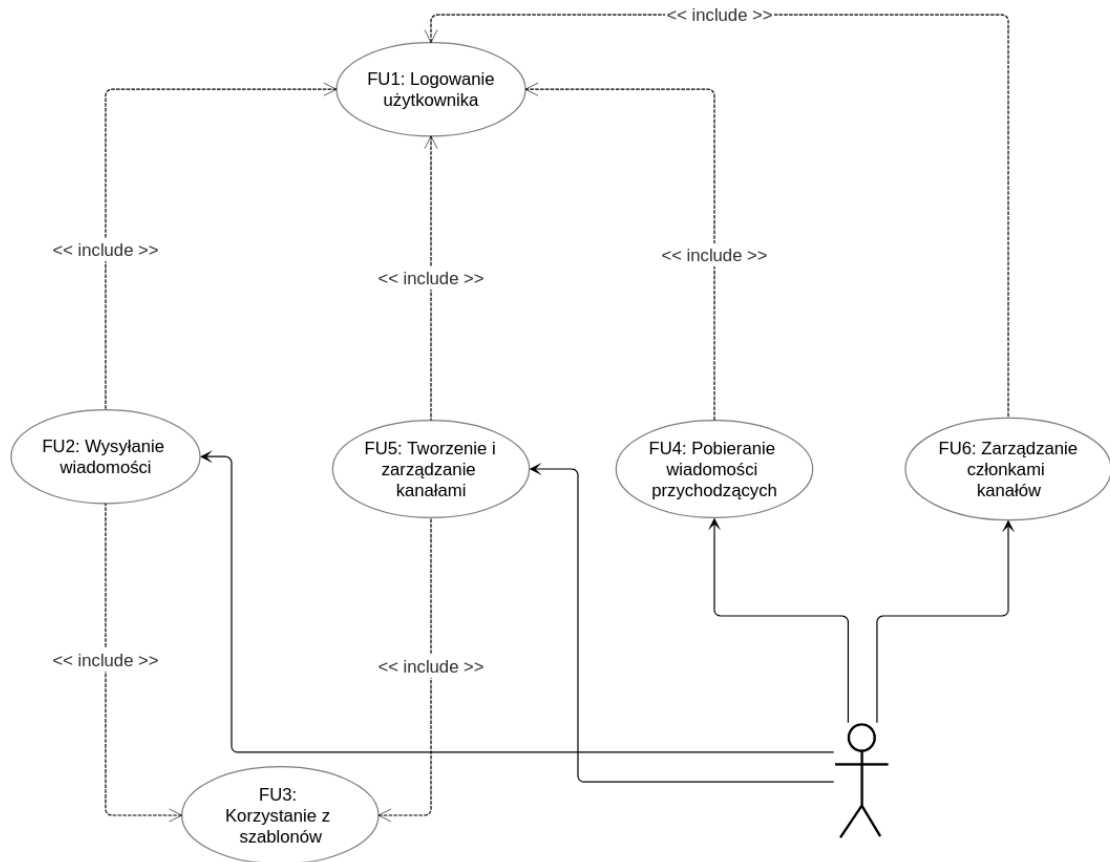 << include >>
FU1: Logowanie
użytkownika
<< include >>
<< include >>
<< include >>
FU2: Wysyłanie
wiadomości
FU5: Tworzenie i
zarządzanie
kanałami
FU4: Pobieranie
wiadomości
przychodzących
FU6: Zarządzanie
członkami
kanałów
<< include >>
<< include >>
FU3:
Korzystanie z
szablonów